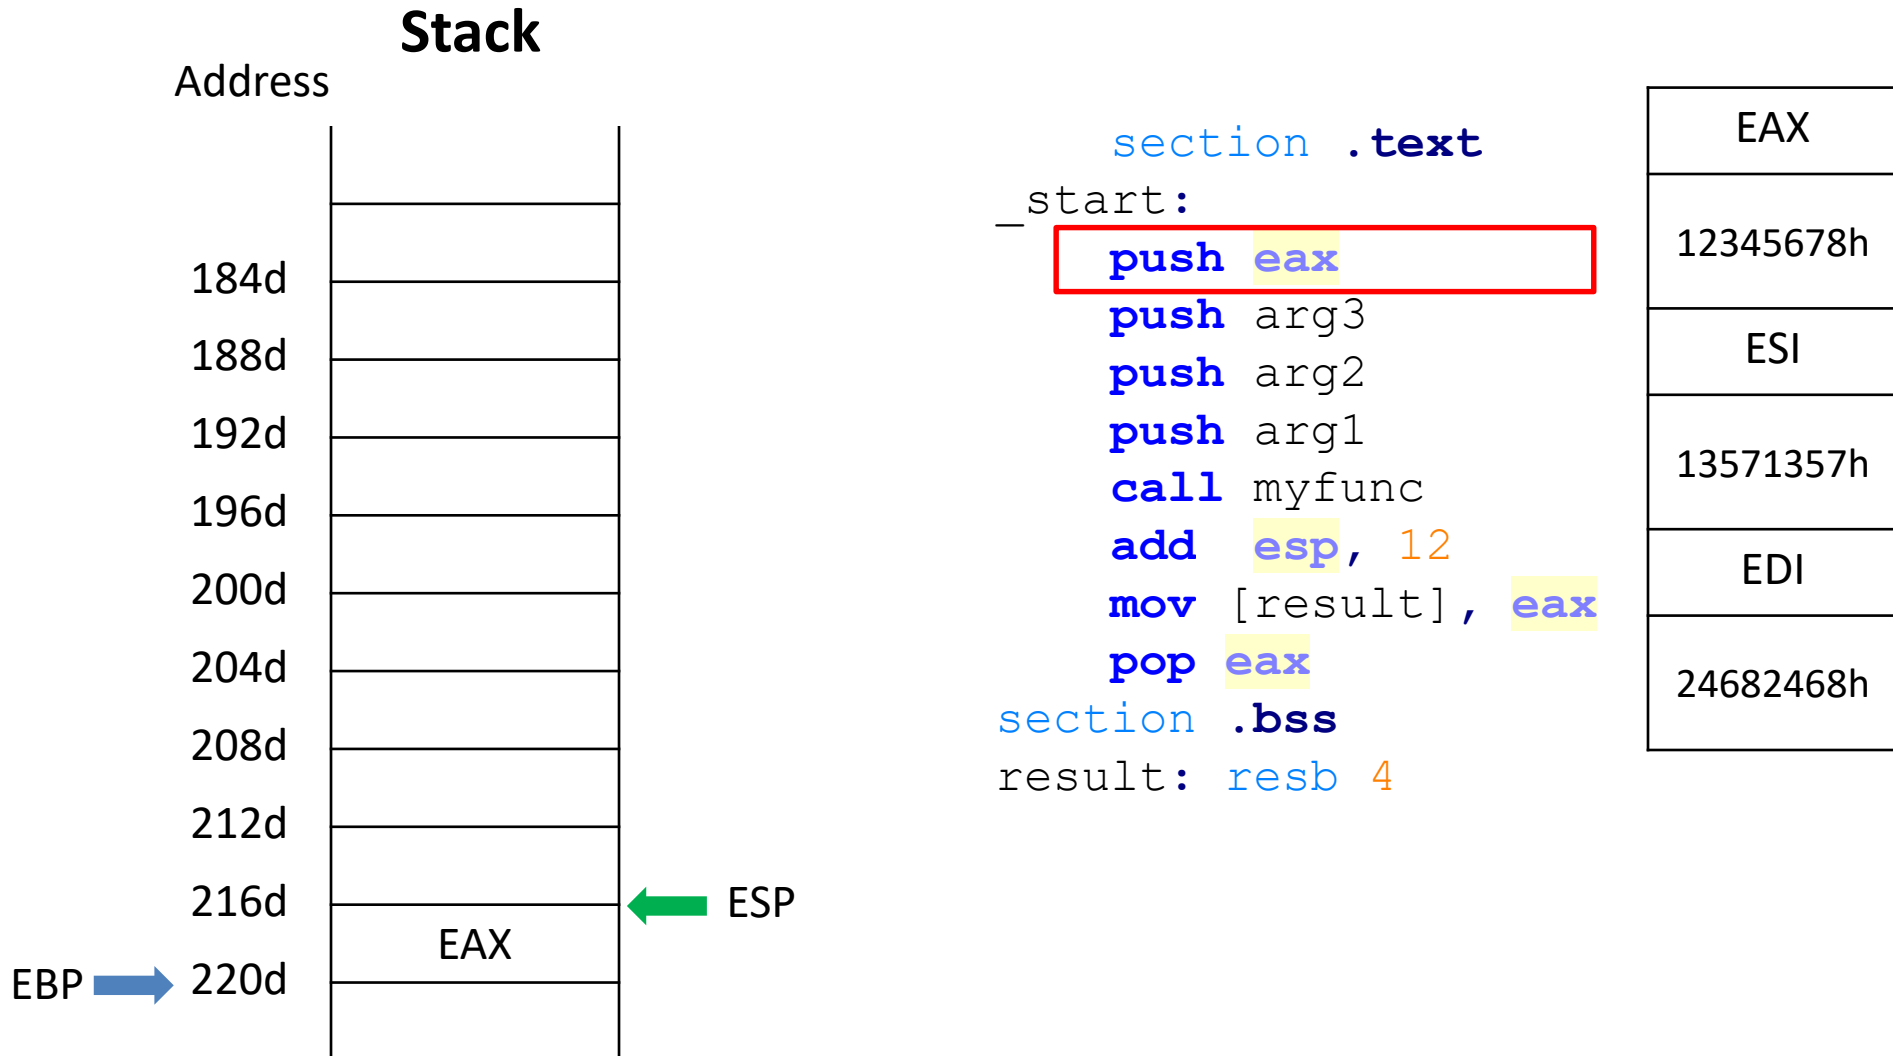 Stack
Address
184d
188d
192d
196d
200d
204d
208d
212d
216d
ESP
EAX
EBP
220d
section .text
_start:
push eax
push arg3
push arg2
push arg1
call myfunc
add esp, 12
mov [result], eax
pop eax
section .bss
result: resb 4
EAX
12345678h
ESI
13571357h
EDI
24682468h